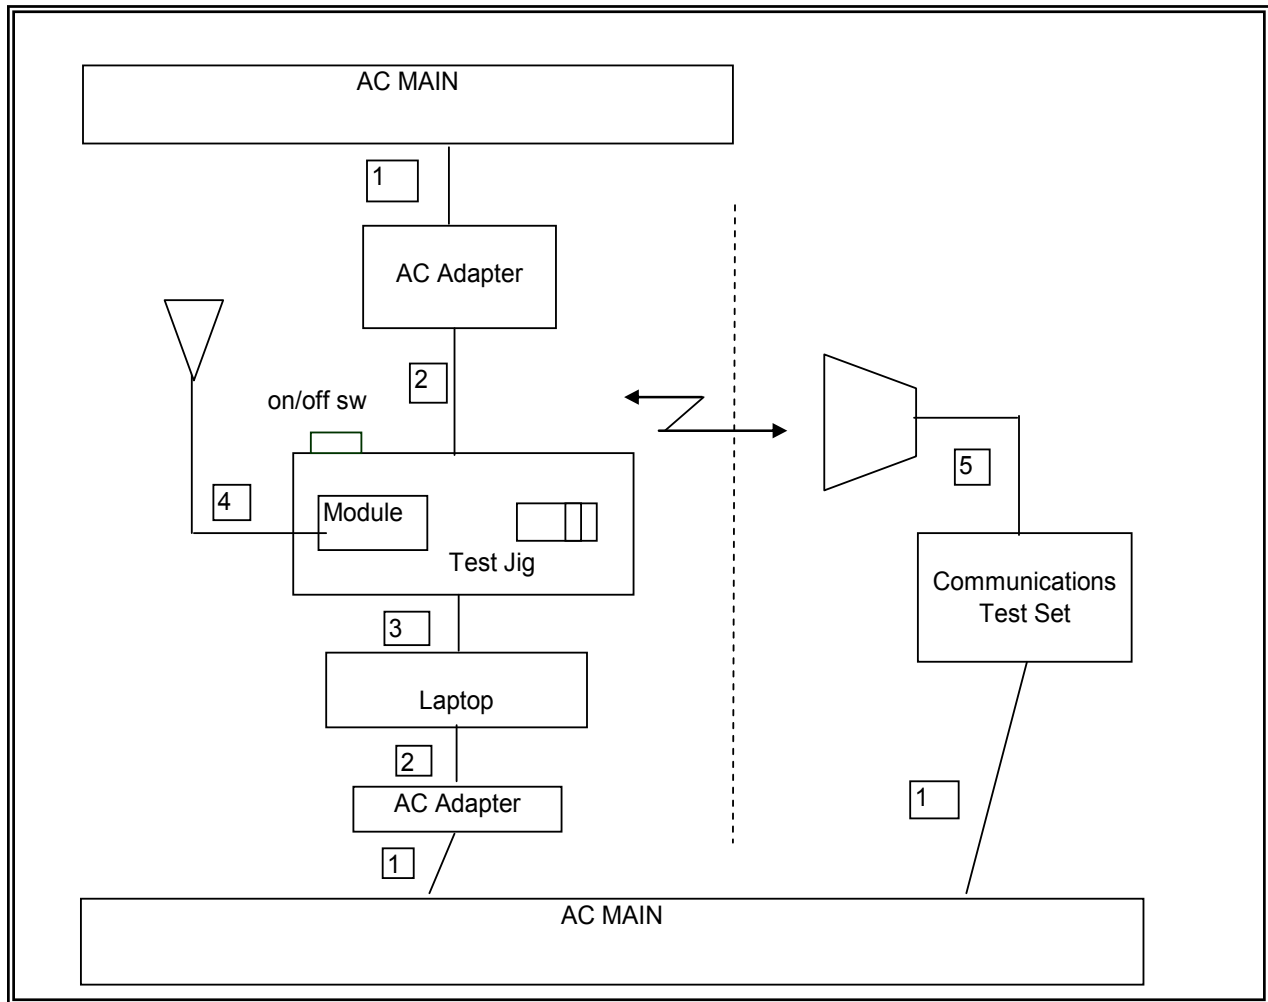 AC MAIN
1
AC Adapter
2
on/off sw
4
Module
Test Jig
3
Laptop
2
AC Adapter
1
5
Communications
Test Set
1
AC MAIN